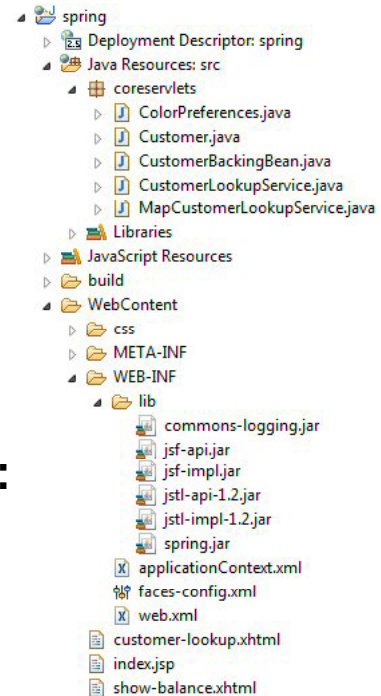 spring
2.5 Deployment Descriptor: spring
Java Resources: src
coreservlets
J ColorPreferences.java
J Customer.java
J CustomerBackingBean.java
J CustomerLookupService.java
J MapCustomerLookupService.java
Libraries
JavaScript Resources
build
WebContent
css
META-INF
WEB-INF
lib
commons-logging.jar
jsf-api.jar
: jsf-impl.jar
jstl-api-1.2.jar
jstl-impl-1.2.jar
spring.jar
X applicationContext.xml
faces-config.xml
X web.xml
customer-lookup.xhtml
index.jsp
show-balance.xhtml